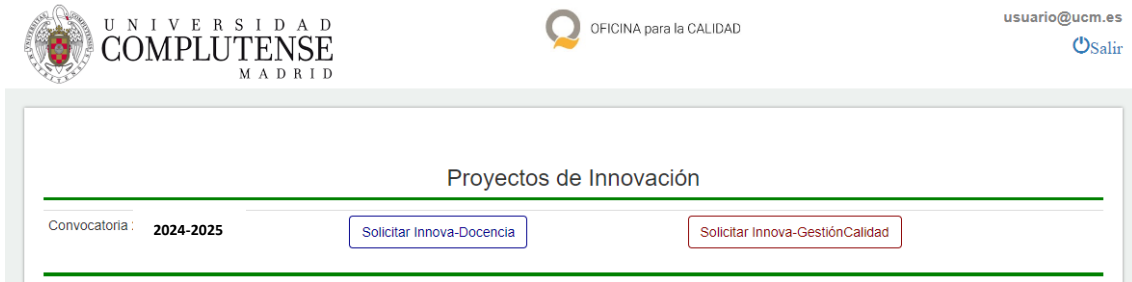 UNIVERSIDAD
COMPLUTENSE
MADRID
OFICINA para la CALIDAD
usuario@ucm.es
Salir
Proyectos de Innovación
Convocatoria : 2024-2025
Solicitar Innova-Docencia
Solicitar Innova-GestiónCalidad